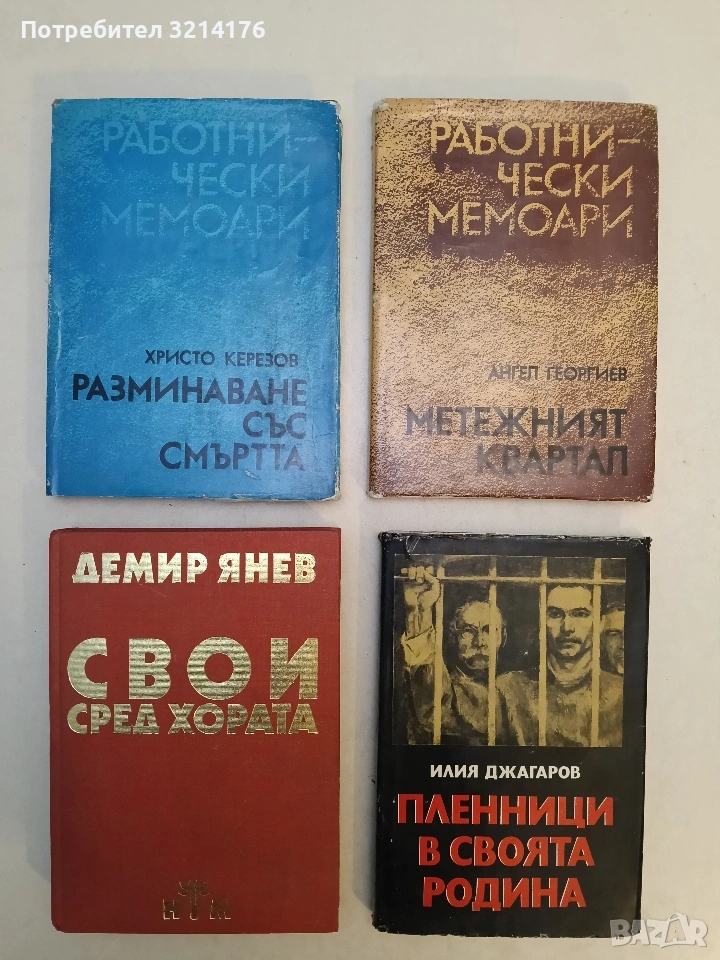 Потребител 3214176
РАБОТНИ-
ЧЕСКИ
МЕМОАРИ
ХРИСТО КЕРЕЗОВ
РАЗМИНАВАНЕ
СЪС
СМЪРТТА
РАБОТНИ-
ЧЕСКИ
МЕМОАРИ
АНГЕЛ ГЕОРГИЕВ
МЕТЕЖНИЯТ
КВАРТАЛ
ДЕМИР ЯНЕВ
СВОИ
СРЕД ХОРАТА
ИЛИЯ ДЖАГАРОВ
ПЛЕННИЦИ
В СВОЯТА
РОДИНА
BAZAR